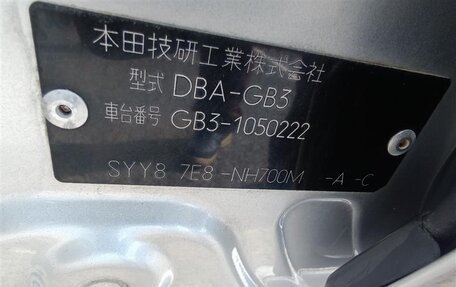 本田技研工業株式会社
型式 DBA-GB3
車台番号 GB3-1050222
SYY8 7E8 -NH700M -A -C